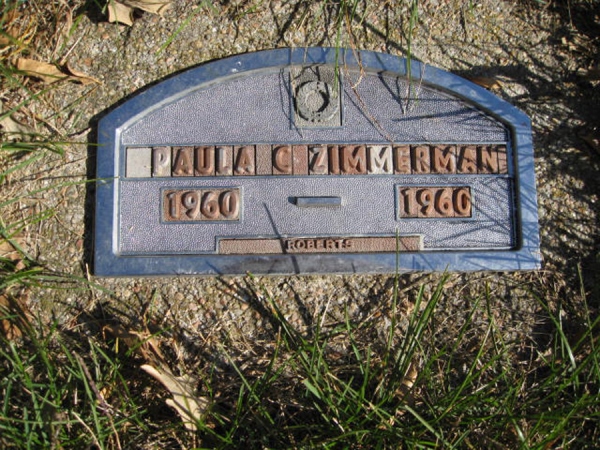 PAULA C ZIMMERMAN
1960 - 1960
ROBERTS